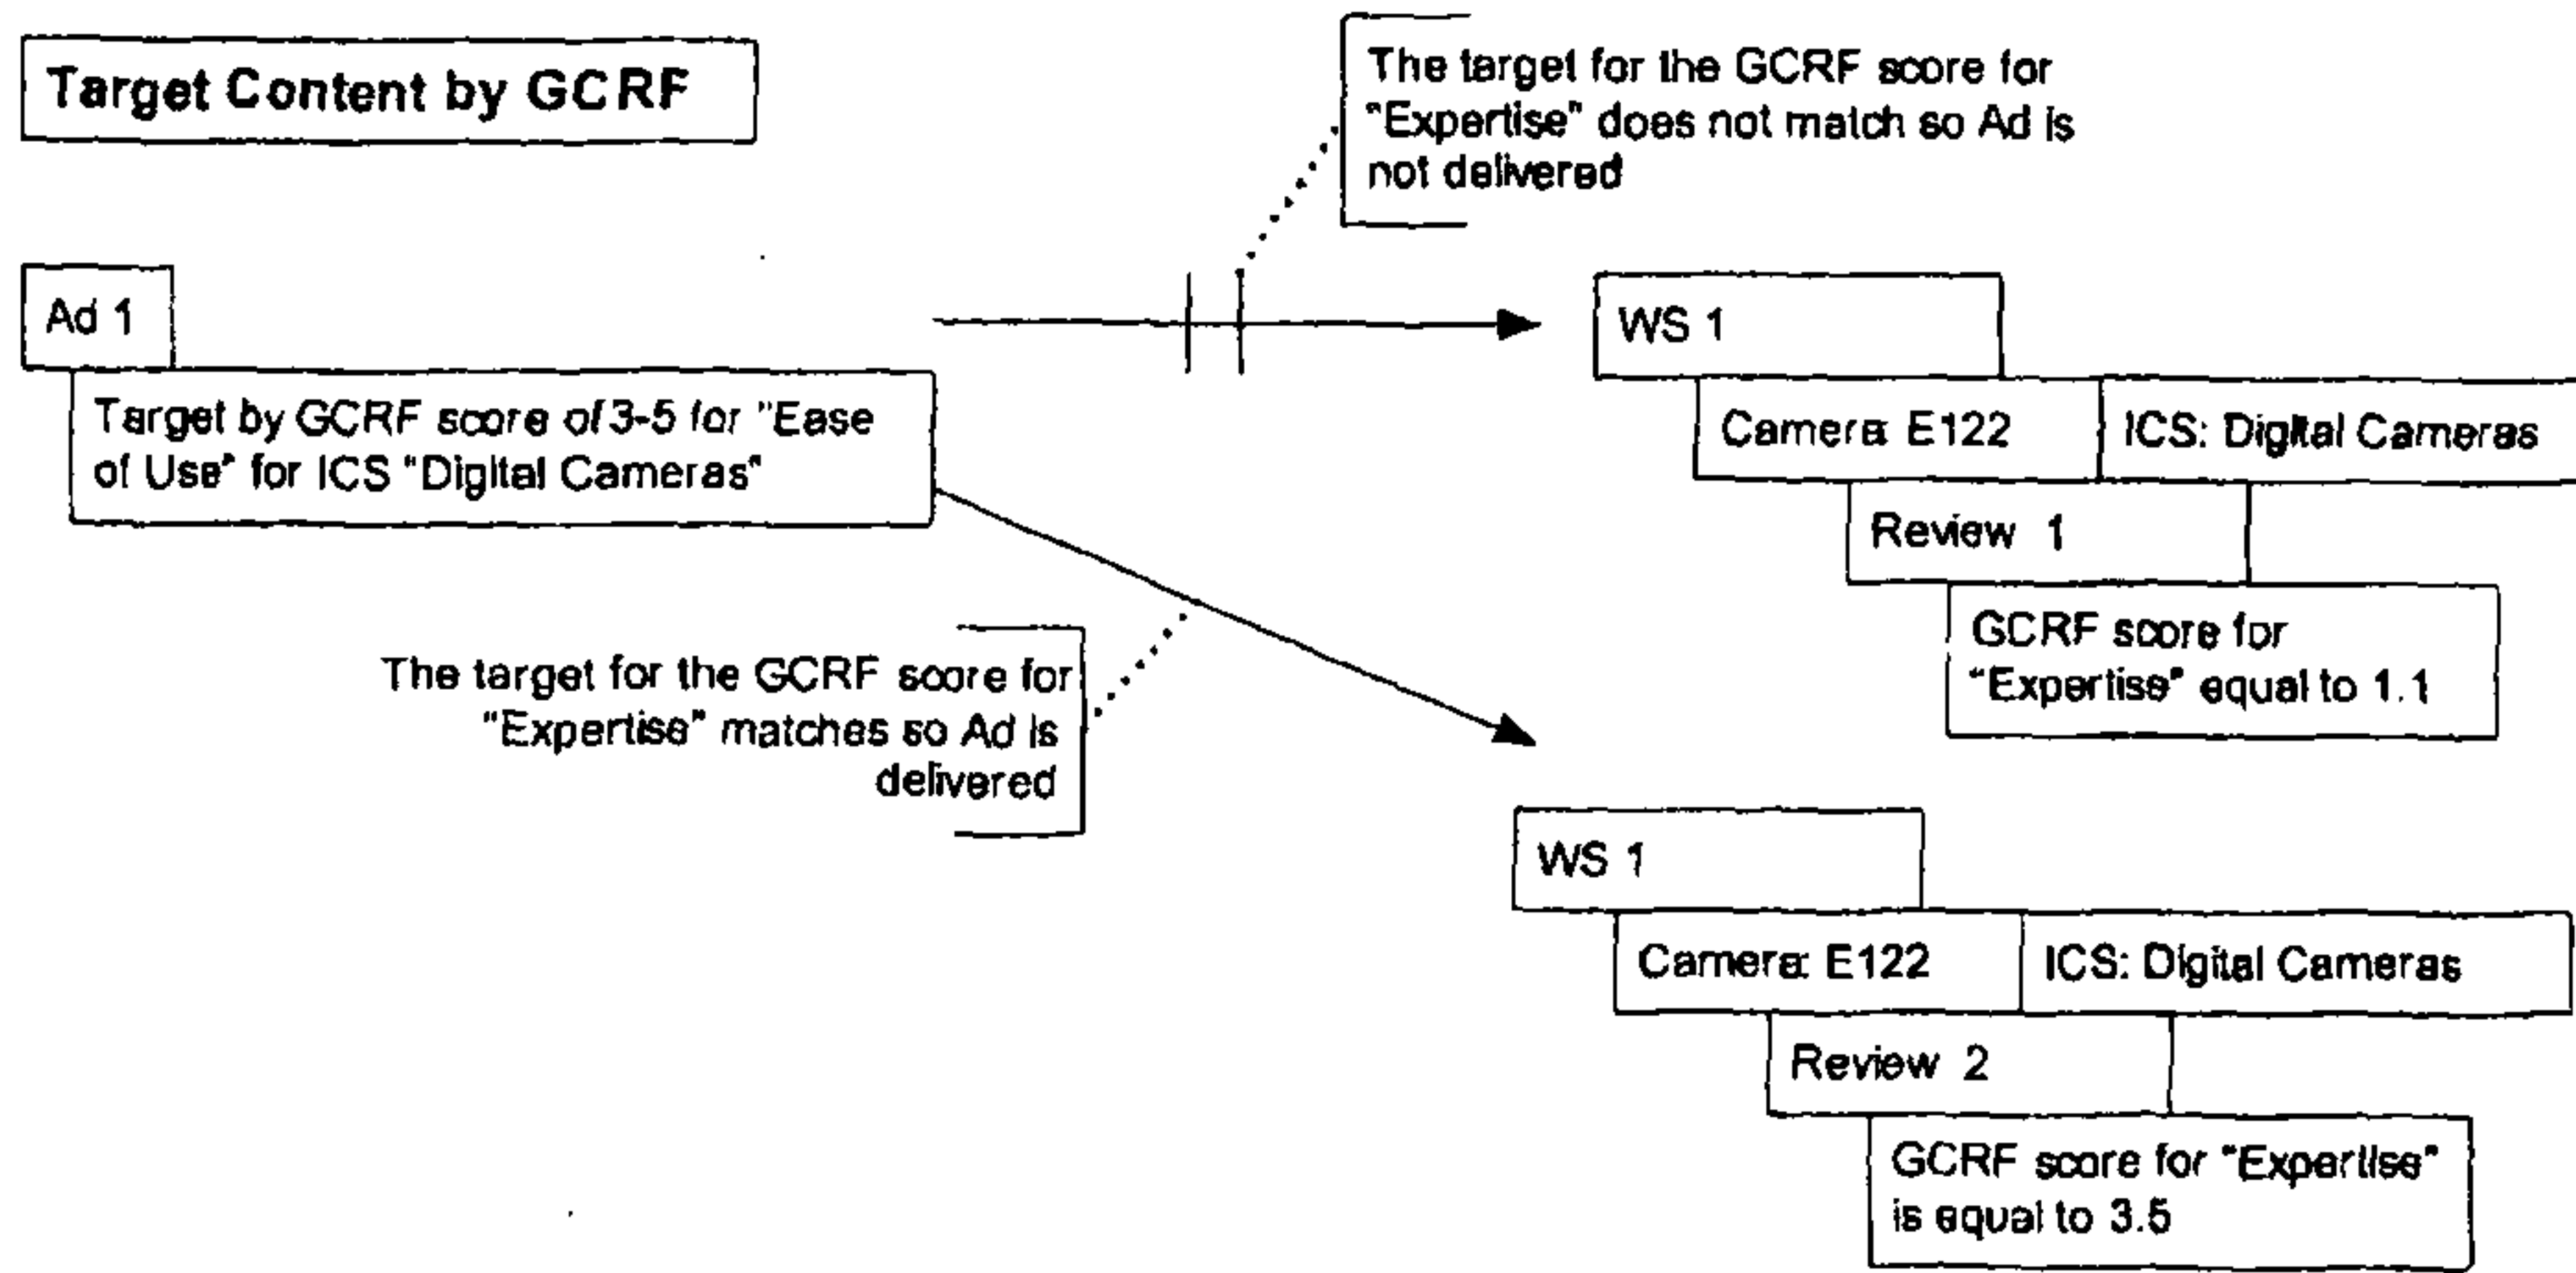 Target Content by GCRF
The target for the GCRF score for
"Expertise" does not match so Ad is
not delivered
Ad 1
Target by GCRF score of 3-5 for "Ease
of Use" for ICS "Digital Cameras"
WS 1
Camera: E122
ICS: Digital Cameras
Review 1
GCRF score for
"Expertise" equal to 1.1
The target for the GCRF score for
"Expertise" matches so Ad is
delivered
WS 1
Camera: E122
ICS: Digital Cameras
Review 2
GCRF score for "Expertise"
is equal to 3.5